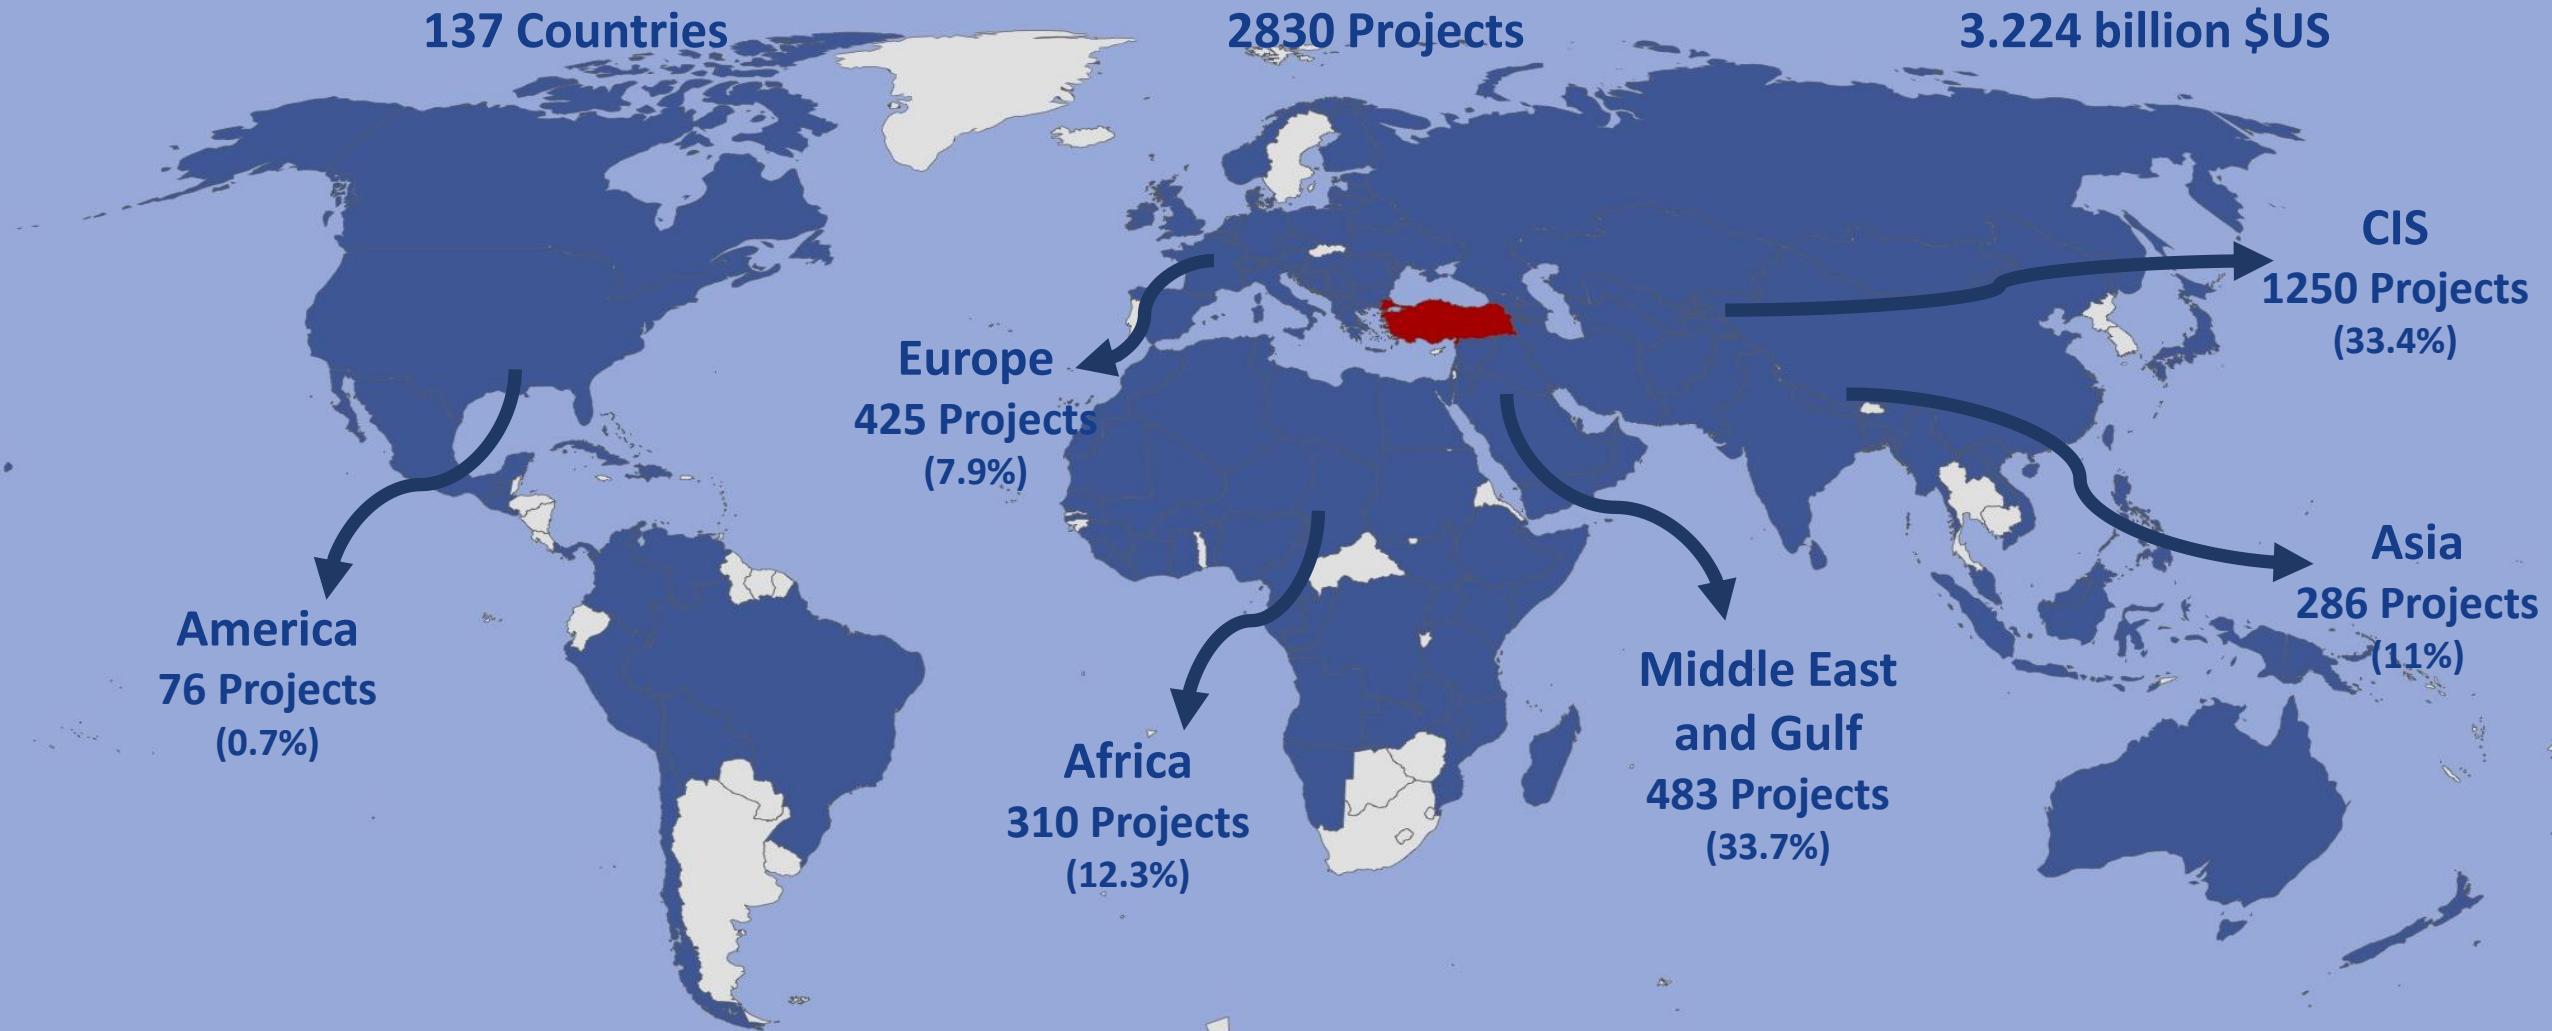 137 Countries
2830 Projects
3.224 billion $US
CIS
1250 Projects
(33.4%)
Europe
425 Projects
(7.9%)
Asia
286 Projects
(11%)
America
76 Projects
(0.7%)
Middle East
and Gulf
483 Projects
(33.7%)
Africa
310 Projects
(12.3%)